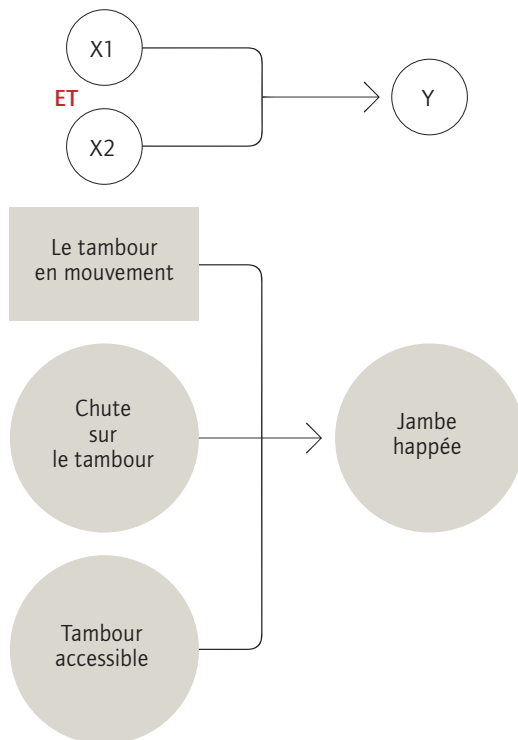 X1
ET
X2
Y
Le tambour
en mouvement
Chute
sur
le tambour
Jambe
happée
Tambour
accessible